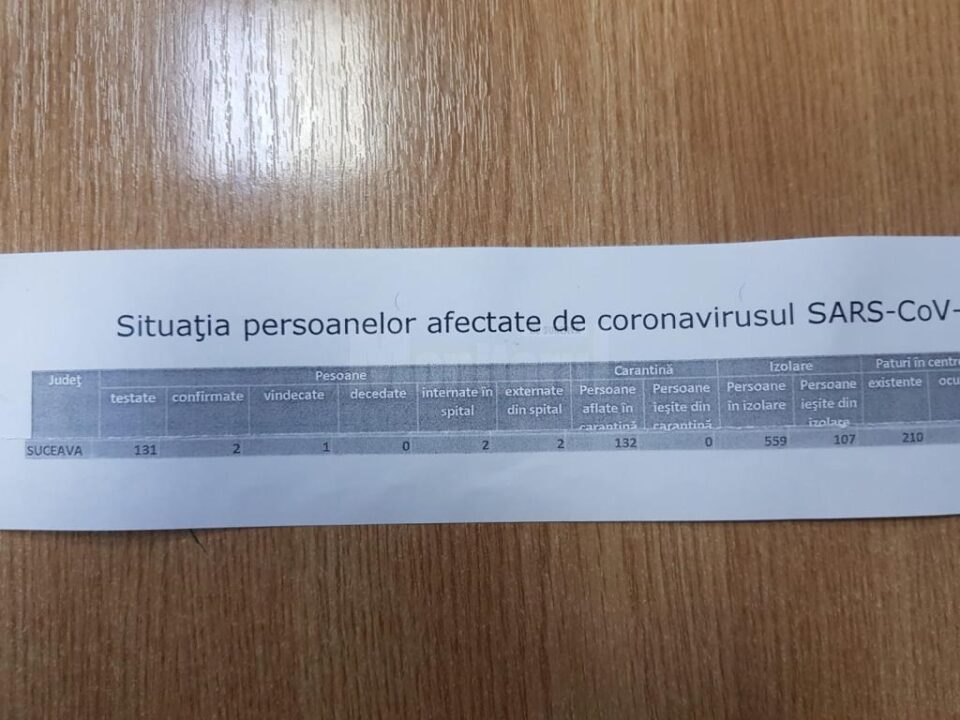 Situaţia persoanelor afectate de coronavirusul SARS-CoV-
Judeţ Pesoane Carantină Izolare Paturi în centre
testate confirmate vindecate decedate internate în externate Persoane Persoane Persoane Persoane existente ocu
spital din spital aflate în ieşite din în izolare ieşite din
carantină carantină izolare
SUCEAVA 131 2 1 0 2 2 132 0 559 107 210